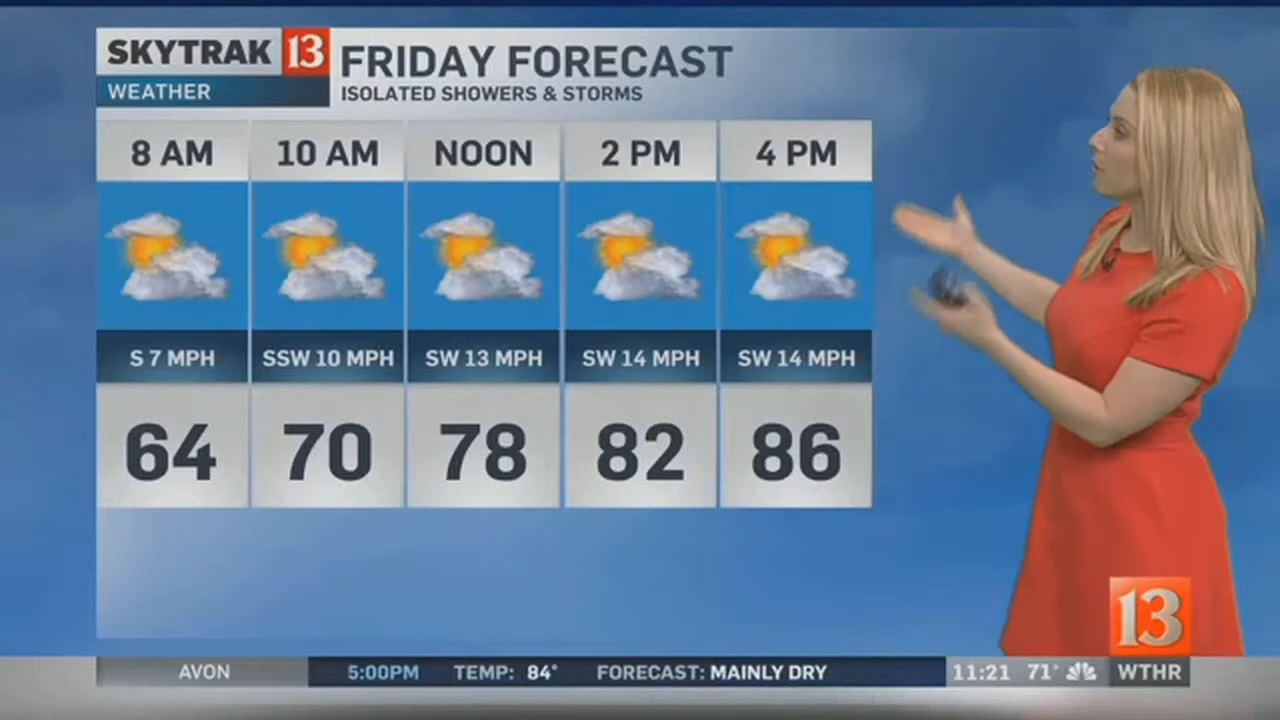 SKYTRAK 13
WEATHER
FRIDAY FORECAST
ISOLATED SHOWERS & STORMS
8 AM 10 AM NOON 2 PM 4 PM
S 7 MPH SSW 10 MPH SW 13 MPH SW 14 MPH SW 14 MPH
64 70 78 82 86
13
AVON 5:00PM TEMP: 84° FORECAST: MAINLY DRY 11:21 71° WTHR